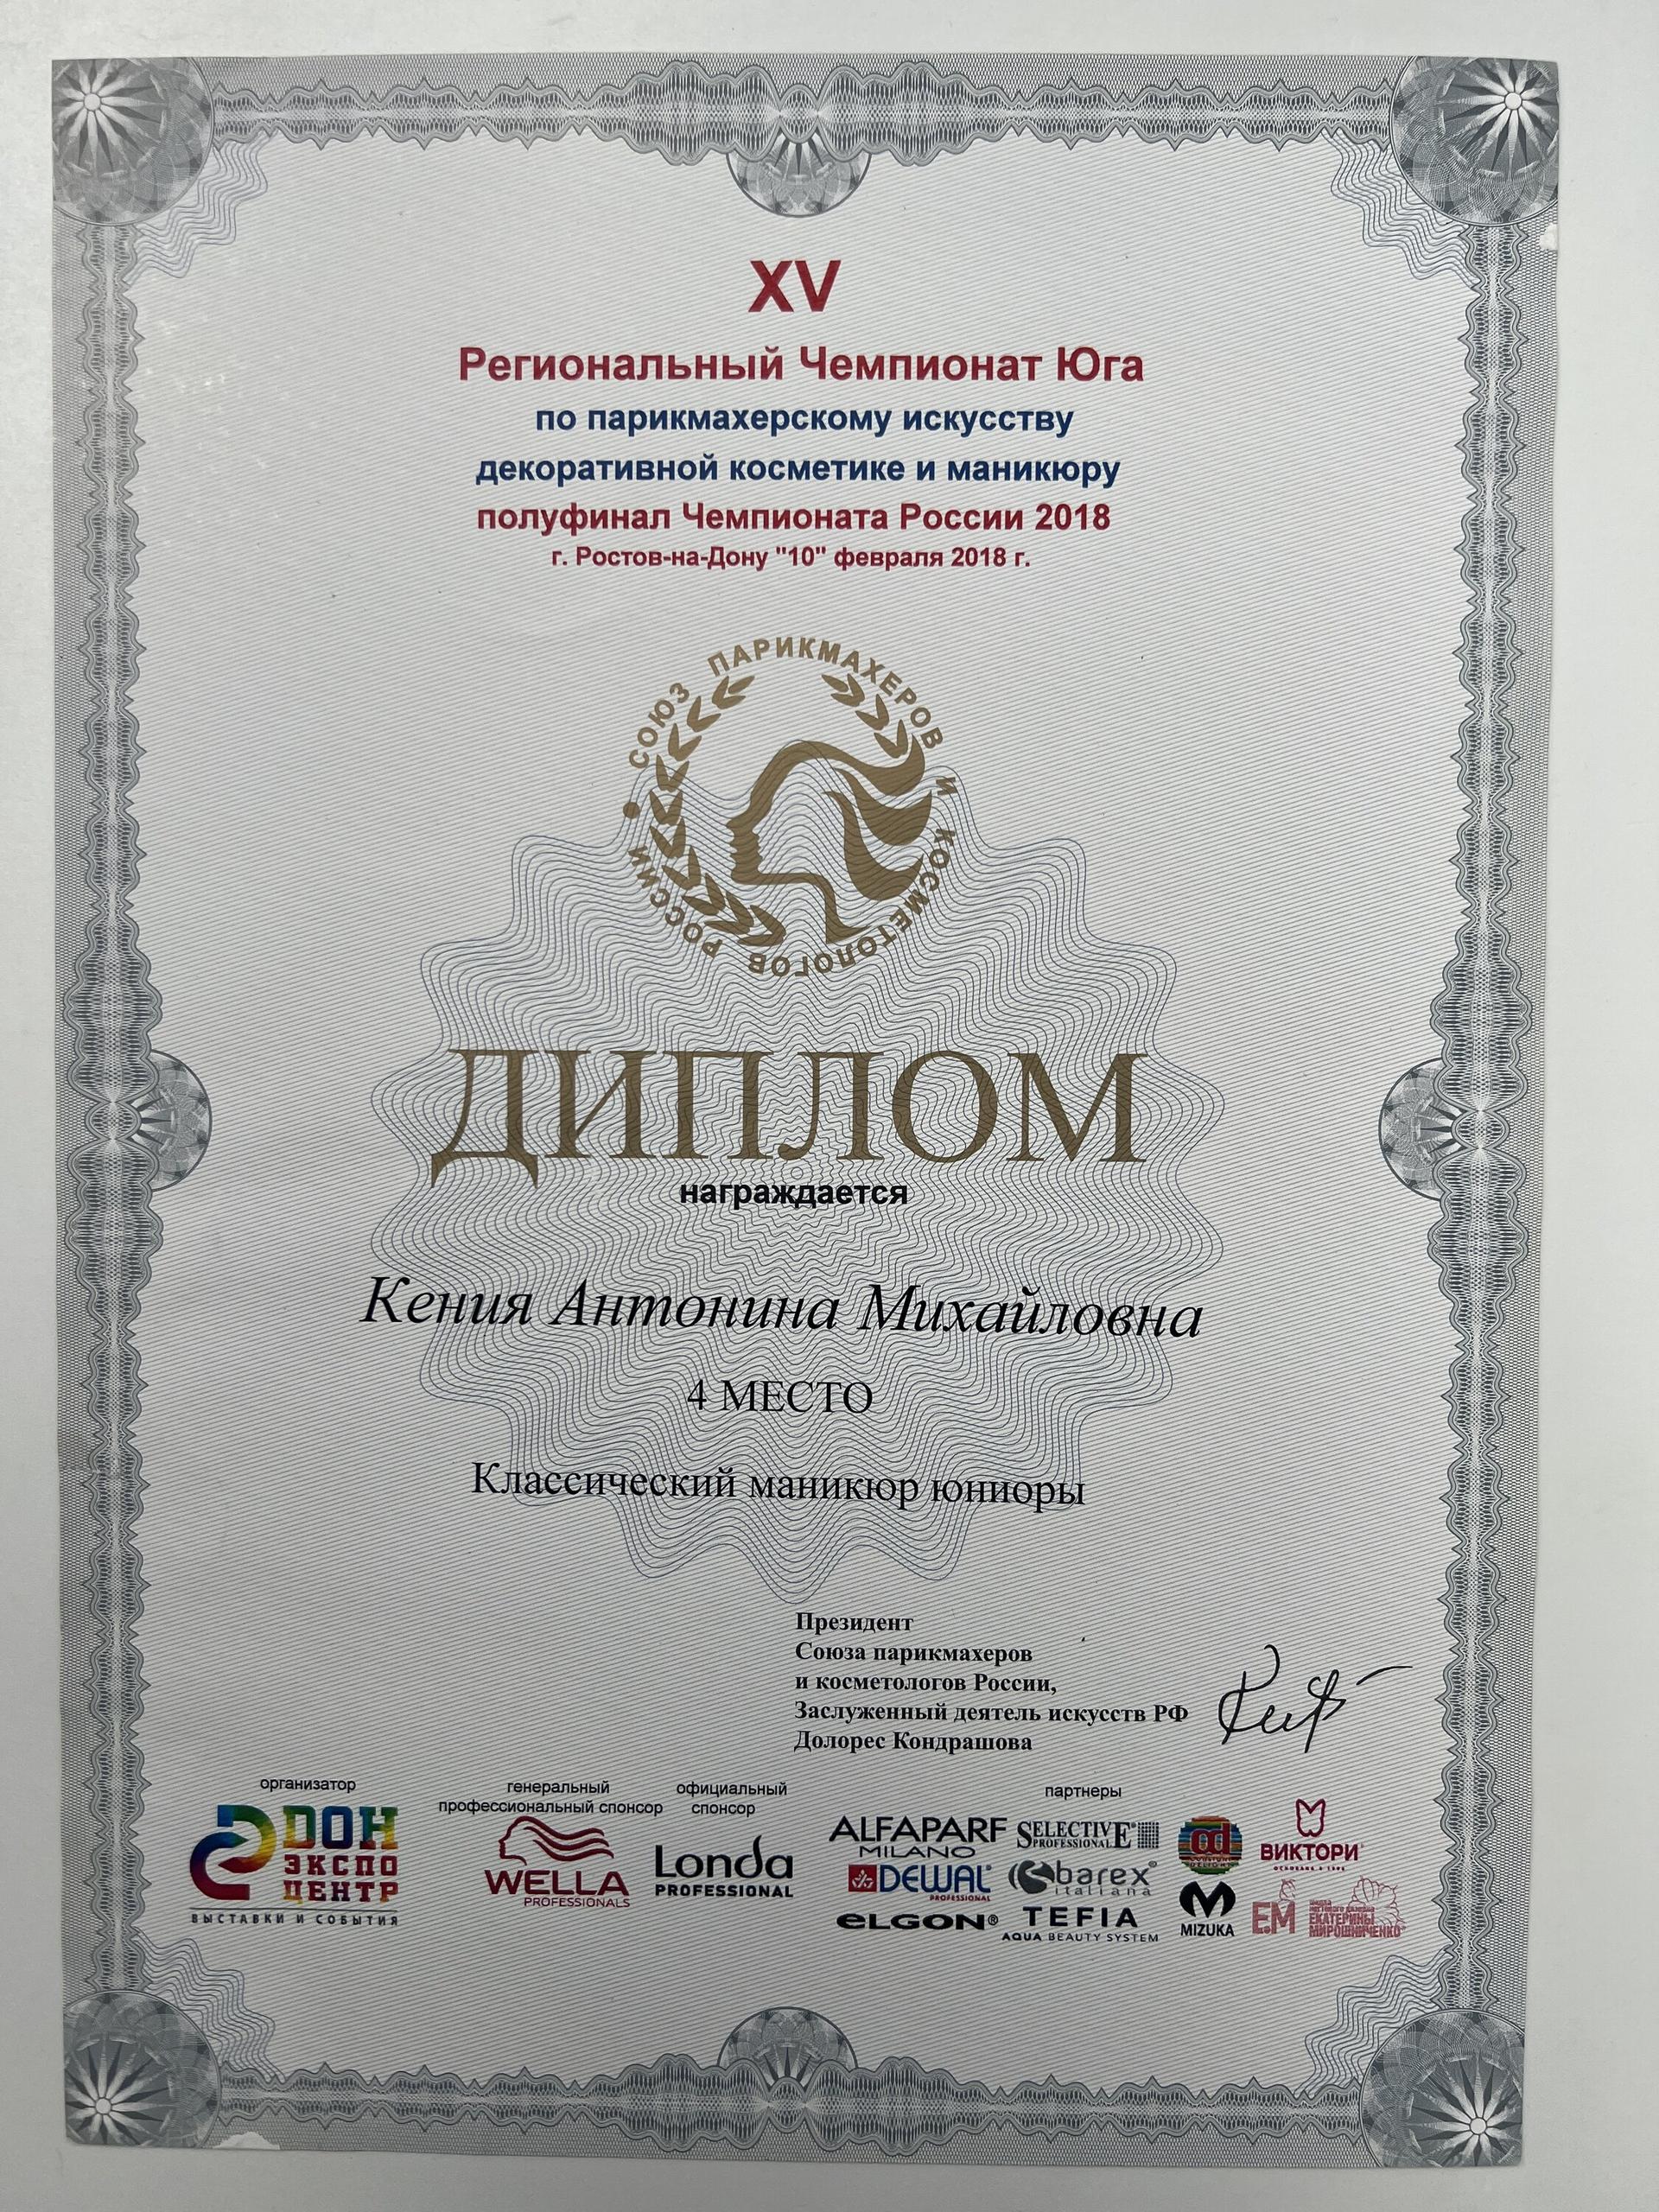 XV
Региональный Чемпионат Юга
по парикмахерскому искусству
декоративной косметике и маникюру
полуфинал Чемпионата России 2018
г. Ростов-на-Дону "10" февраля 2018 г.
СОЮЗ ПАРИКМАХЕРОВ И КОСМЕТОЛОГОВ РОССИИ
ДИПЛОМ
награждается
Кения Антонина Михайловна
4 МЕСТО
Классический маникюр юниоры
Президент
Союза парикмахеров
и косметологов России,
Заслуженный деятель искусств РФ
Долорес Кондрашова
организатор
ДОН
ЭКСПО
ЦЕНТР
ВЫСТАВКИ И СОБЫТИЯ
генеральный
профессиональный спонсор
WELLA
PROFESSIONALS
официальный
спонсор
Londa
PROFESSIONAL
партнеры
ALFAPARF
MILANO
SELECTIVE
PROFESSIONAL
cd
ВИКТОРИ
DEWAL®
PROFESSIONAL
barex®
italiana
MIZUKA
elGON®
TEFIA
AQUA BEAUTY SYSTEM
E.M
ЕКАТЕРИНЫ
МИРОШНИЧЕНКО